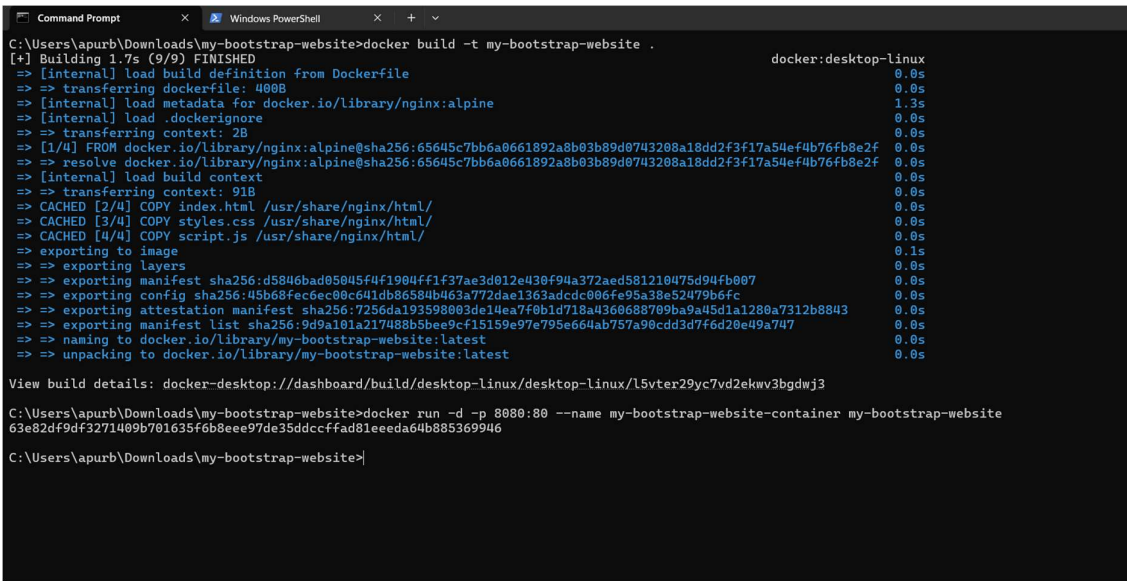 Command Prompt
Windows PowerShell
C:\Users\apurb\Downloads\my-bootstrap-website>docker build -t my-bootstrap-website .
[+] Building 1.7s (9/9) FINISHED docker:desktop-linux
=> [internal] load build definition from Dockerfile 0.0s
=> => transferring dockerfile: 400B 0.0s
=> [internal] load metadata for docker.io/library/nginx:alpine 1.3s
=> [internal] load .dockerignore 0.0s
=> => transferring context: 2B 0.0s
=> [1/4] FROM docker.io/library/nginx:alpine@sha256:65645c7bb6a0661892a8b03b89d0743208a18dd2f3f17a54ef4b76fb8e2f 0.0s
=> => resolve docker.io/library/nginx:alpine@sha256:65645c7bb6a0661892a8b03b89d0743208a18dd2f3f17a54ef4b76fb8e2f 0.0s
=> [internal] load build context 0.0s
=> => transferring context: 91B 0.0s
=> CACHED [2/4] COPY index.html /usr/share/nginx/html/ 0.0s
=> CACHED [3/4] COPY styles.css /usr/share/nginx/html/ 0.0s
=> CACHED [4/4] COPY script.js /usr/share/nginx/html/ 0.0s
=> exporting to image 0.1s
=> => exporting layers 0.0s
=> => exporting manifest sha256:d5846bad05045f4f1904ff1f37ae3d012e430f94a372aed581210475d94fb007 0.0s
=> => exporting config sha256:45b68fec6ec00c641db86584b463a772dae1363adcdc006fe95a38e52479b6fc 0.0s
=> => exporting attestation manifest sha256:7256da193598003de14ea7f0b1d718a4360688709ba9a45d1a1280a7312b8843 0.0s
=> => exporting manifest list sha256:9d9a101a217488b5bee9cf15159e97e795e664ab757a90cdd3d7f6d20e49a747 0.0s
=> => naming to docker.io/library/my-bootstrap-website:latest 0.0s
=> => unpacking to docker.io/library/my-bootstrap-website:latest 0.0s
View build details: docker-desktop://dashboard/build/desktop-linux/desktop-linux/l5vter29yc7vd2ekwv3bgdwj3
C:\Users\apurb\Downloads\my-bootstrap-website>docker run -d -p 8080:80 --name my-bootstrap-website-container my-bootstrap-website
63e82df9df3271409b701635f6b8eee97de35ddccffad81eeeda64b885369946
C:\Users\apurb\Downloads\my-bootstrap-website>